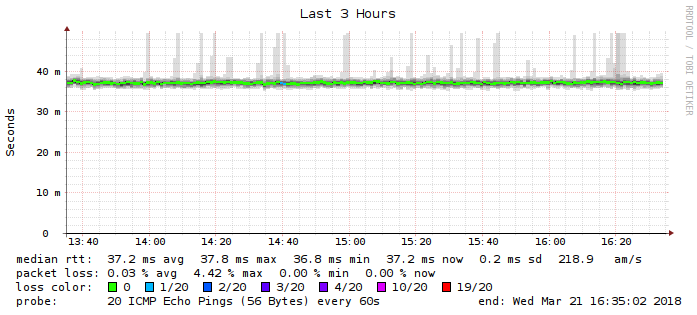 Last 3 Hours
RRDTOOL / TOBI OETIKER
Seconds
40 m
30 m
20 m
10 m
0
13:40 14:00 14:20 14:40 15:00 15:20 15:40 16:00 16:20
median rtt: 37.2 ms avg 37.8 ms max 36.8 ms min 37.2 ms now 0.2 ms sd 218.9 am/s
packet loss: 0.03 % avg 4.42 % max 0.00 % min 0.00 % now
loss color: 0 1/20 2/20 3/20 4/20 10/20 19/20
probe: 20 ICMP Echo Pings (56 Bytes) every 60s end: Wed Mar 21 16:35:02 2018